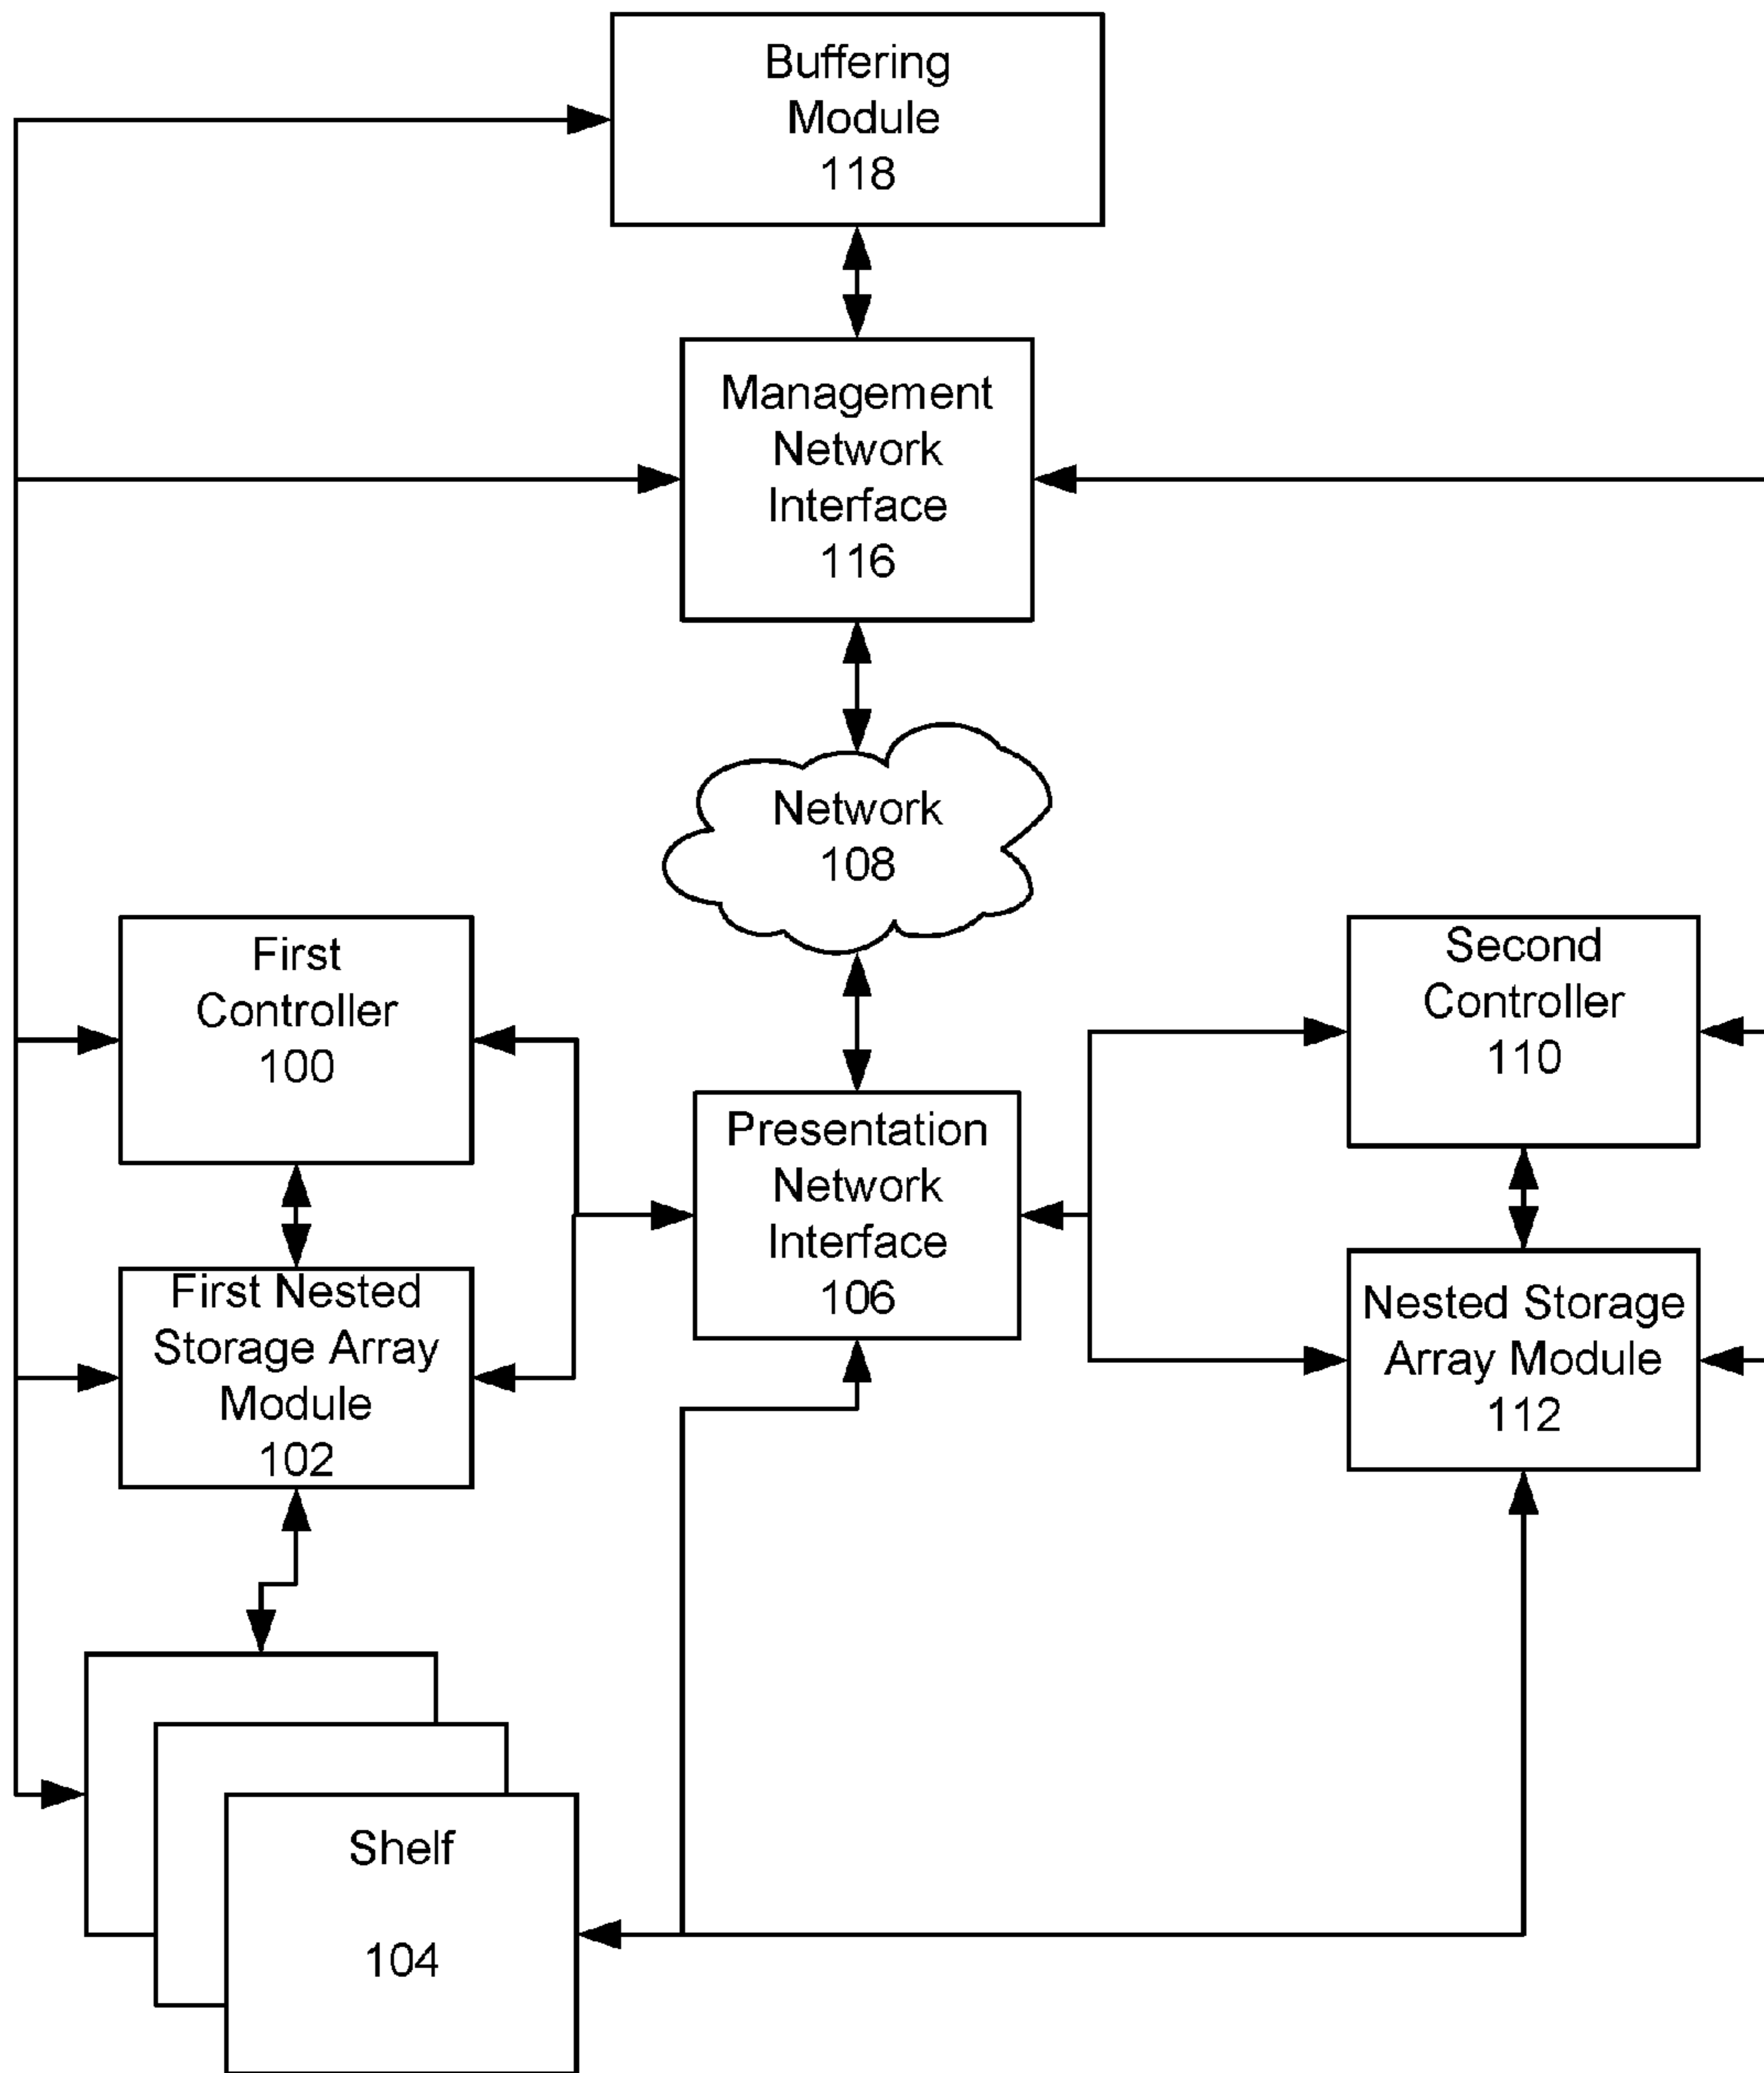 Buffering
Module
118
Management
Network
Interface
116
Network
108
First
Controller
100
Second
Controller
110
Presentation
Network
Interface
106
First Nested
Storage Array
Module
102
Nested Storage
Array Module
112
Shelf
104